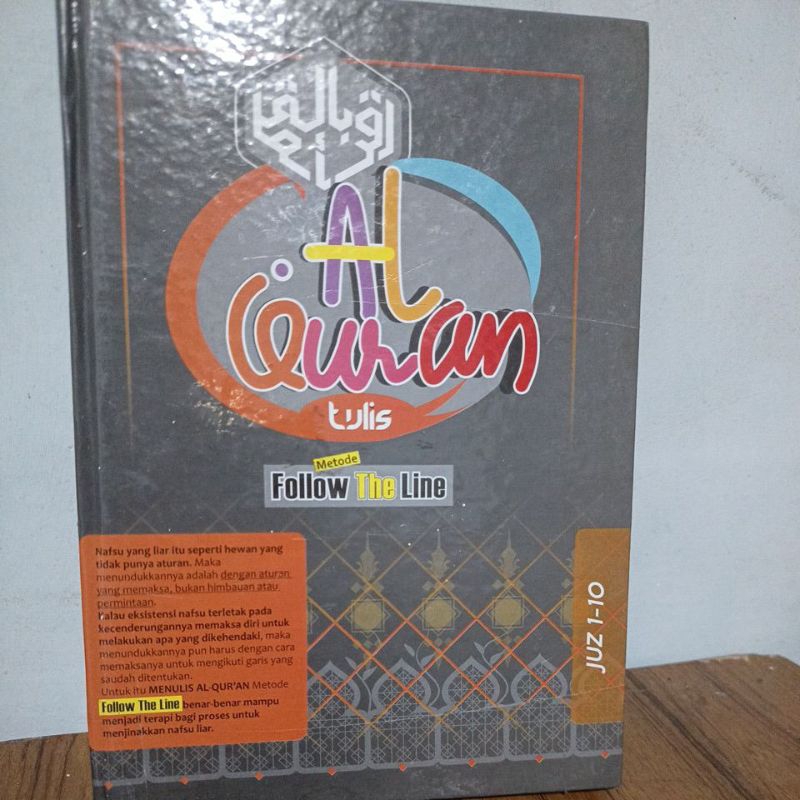 AL
Qur'an
tulis
Metode
Follow The Line
Nafsu yang liar itu seperti hewan yang
tidak punya aturan. Maka
menundukkannya adalah dengan aturan
yang memaksa, bukan himbauan atau
permintaan.
Kalau eksistensi nafsu terletak pada
kecenderungannya memaksa diri untuk
melakukan apa yang dikehendaki, maka
menundukkannya pun harus dengan cara
memaksanya untuk mengikuti garis yang
saudah ditentukan.
Untuk itu MENULIS AL-QUR'AN Metode
Follow The Line benar-benar mampu
menjadi terapi bagi proses untuk
menjinakkan nafsu liar.
JUZ 1-10